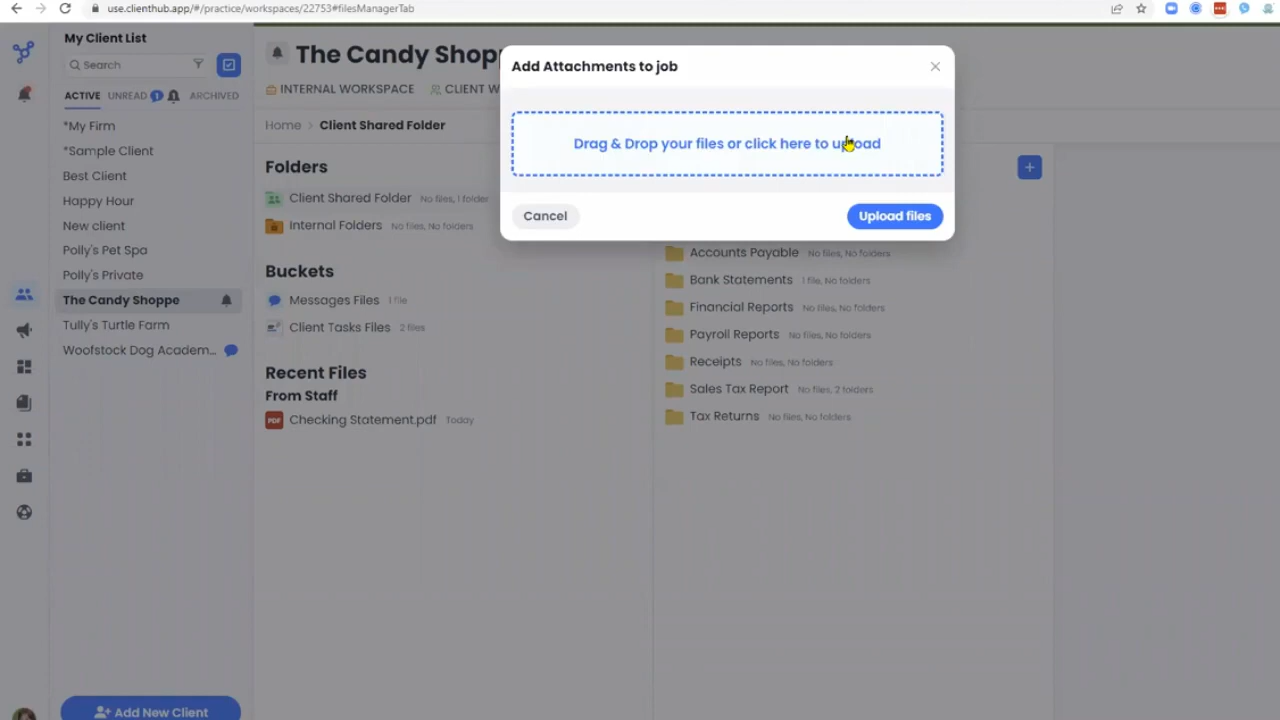 use.clienthub.app/#/practice/workspaces/22753#filesManagerTab
My Client List
Search
ACTIVE UNREAD 1 ARCHIVED
*My Firm
*Sample Client
Best Client
Happy Hour
New client
Polly's Pet Spa
Polly's Private
The Candy Shoppe
Tully's Turtle Farm
Woofstock Dog Academ...
Add New Client
The Candy Shopp
INTERNAL WORKSPACE CLIENT W
Home > Client Shared Folder
Folders
Client Shared Folder No files, 1 folder
Internal Folders No files, No folders
Buckets
Messages Files 1 file
Client Tasks Files 2 files
Recent Files
From Staff
PDF Checking Statement.pdf Today
Add Attachments to job
Drag & Drop your files or click here to upload
Cancel Upload files
Accounts Payable No files, No folders
Bank Statements 1 file, No folders
Financial Reports No files, No folders
Payroll Reports No files, No folders
Receipts No files, No folders
Sales Tax Report No files, 2 folders
Tax Returns No files, No folders